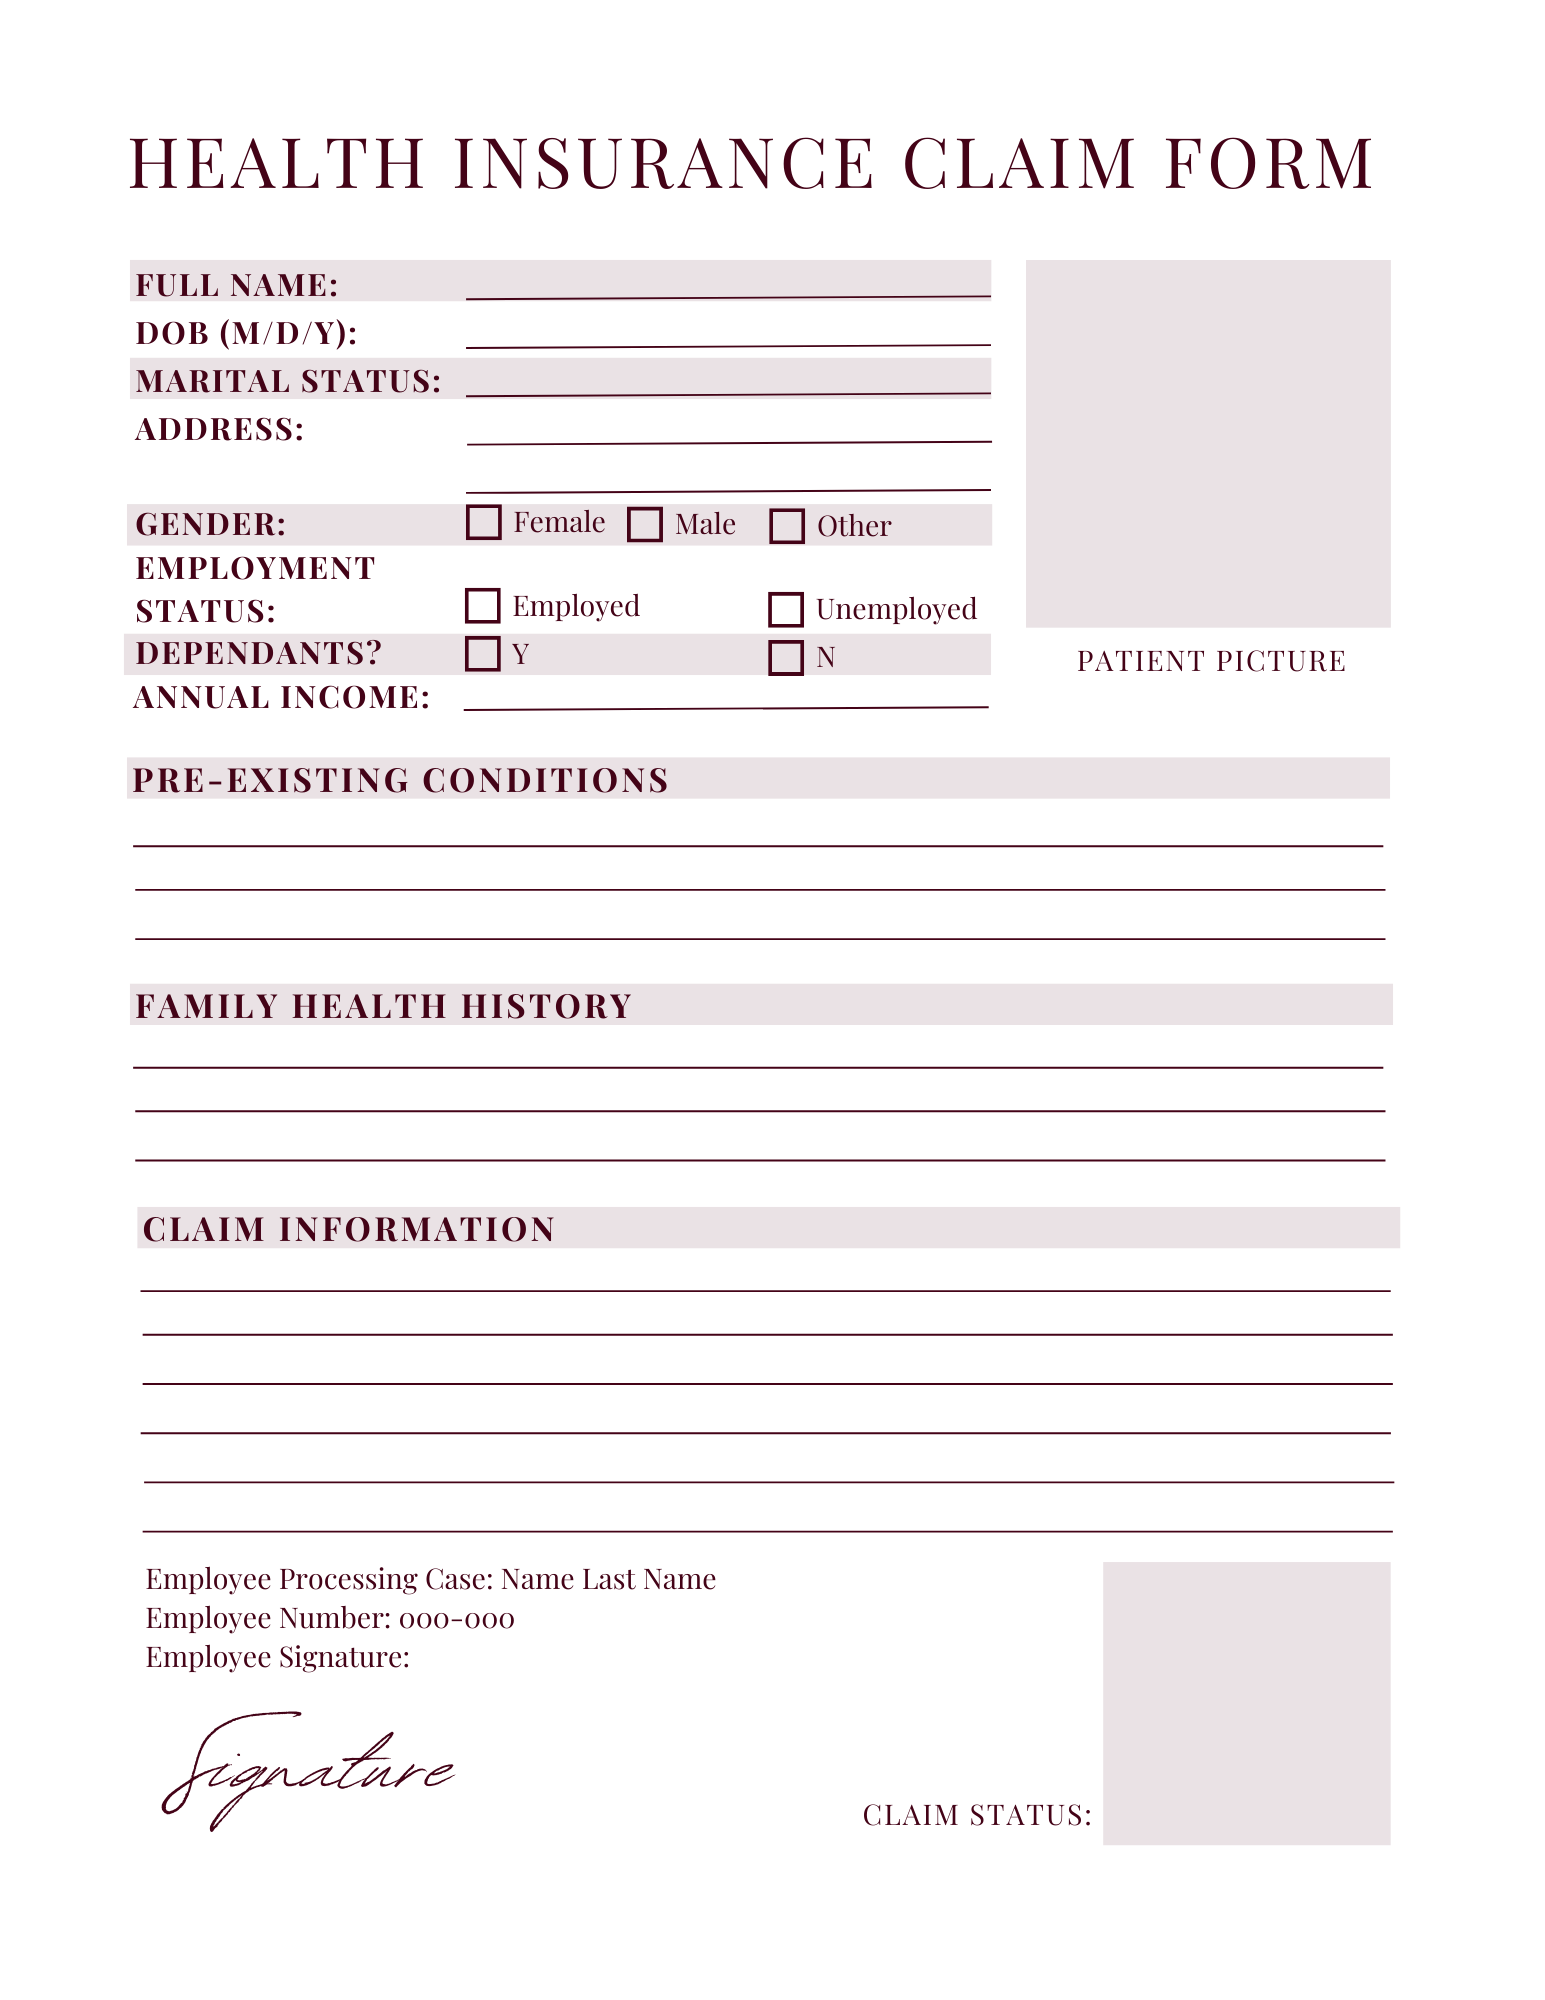 HEALTH INSURANCE CLAIM FORM
FULL NAME:
DOB (M/D/Y):
MARITAL STATUS:
ADDRESS:
GENDER: Female Male Other
EMPLOYMENT
STATUS: Employed Unemployed
DEPENDANTS? Y N
PATIENT PICTURE
ANNUAL INCOME:
PRE-EXISTING CONDITIONS
FAMILY HEALTH HISTORY
CLAIM INFORMATION
Employee Processing Case: Name Last Name
Employee Number: 000-000
Employee Signature:
Signature
CLAIM STATUS: